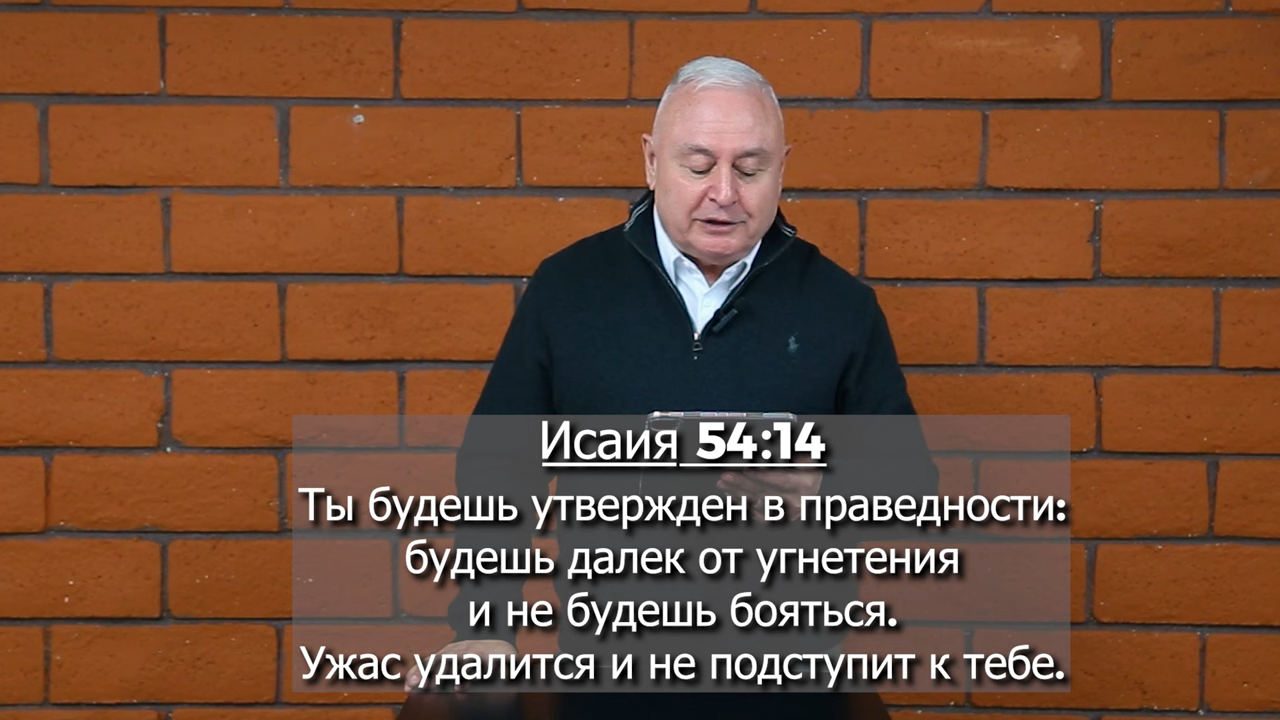 Исаия 54:14
Ты будешь утвержден в праведности:
будешь далек от угнетения
и не будешь бояться.
Ужас удалится и не подступит к тебе.